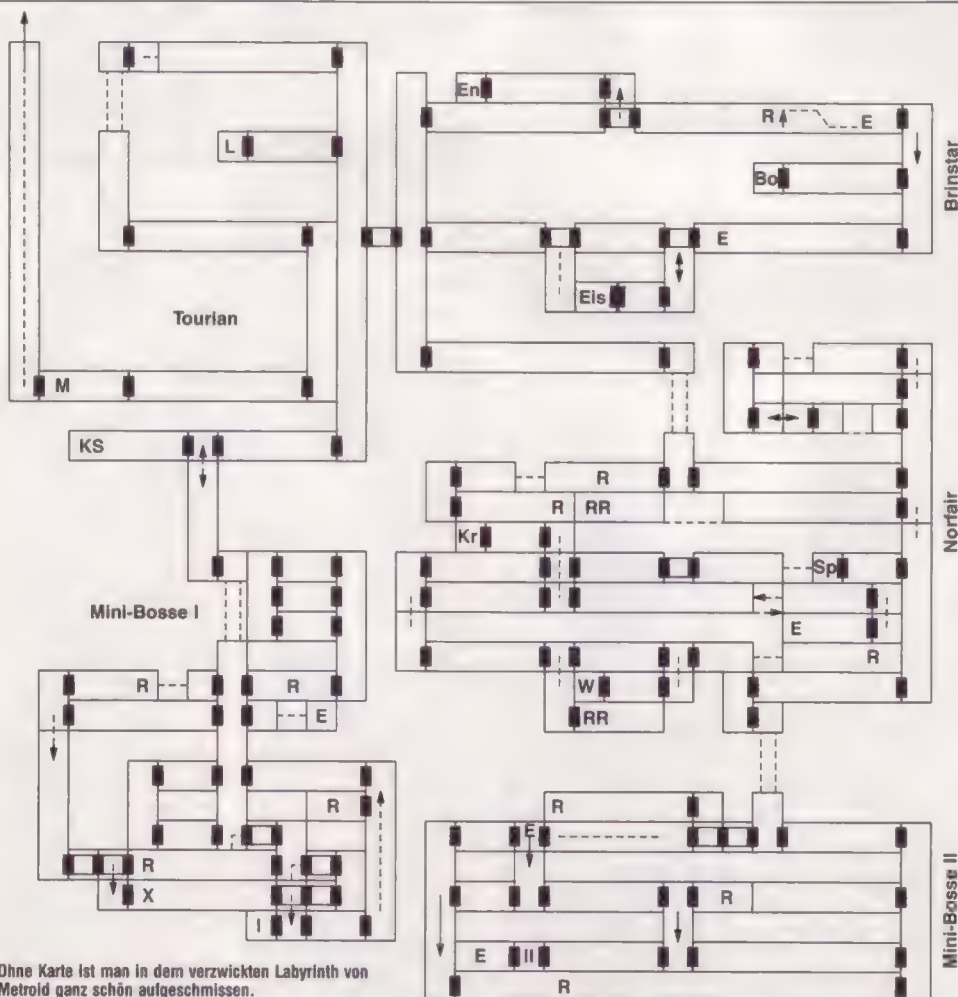 En
R E
L
Bo
Brinstar
E
Eis
Tourian
M
KS
R
R RR
Kr
Norfair
Sp
Mini-Bosse I
E
R
R R
W
E
RR
R
R
E
R
X
R
I
E II
R
Mini-Bosse II
Ohne Karte ist man in dem verzwickten Labyrinth von
Metroid ganz schön aufgeschmissen.